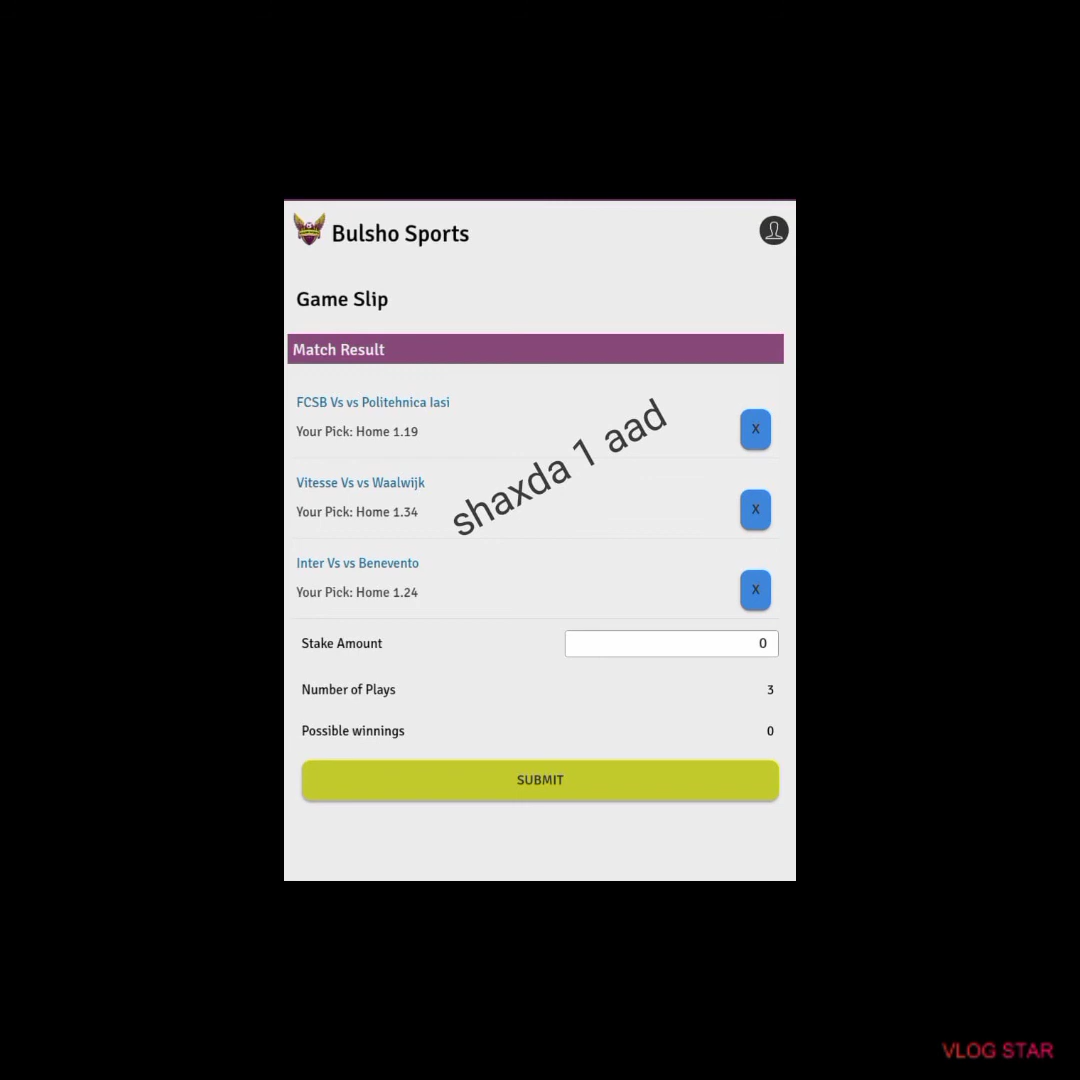 Bulsho Sports
Game Slip
Match Result
FCSB Vs vs Politehnica Iasi
Your Pick: Home 1.19
X
Vitesse Vs vs Waalwijk
Your Pick: Home 1.34
X
shaxda 1 aad
Inter Vs vs Benevento
Your Pick: Home 1.24
X
Stake Amount 0
Number of Plays 3
Possible winnings 0
SUBMIT
VLOG STAR